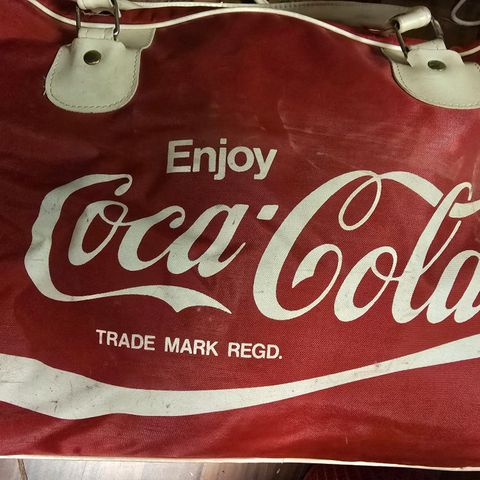 Enjoy
Coca-Cola
TRADE MARK REGD.